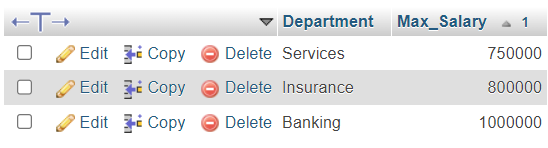 Department Max_Salary 1
Edit Copy Delete Services 750000
Edit Copy Delete Insurance 800000
Edit Copy Delete Banking 1000000